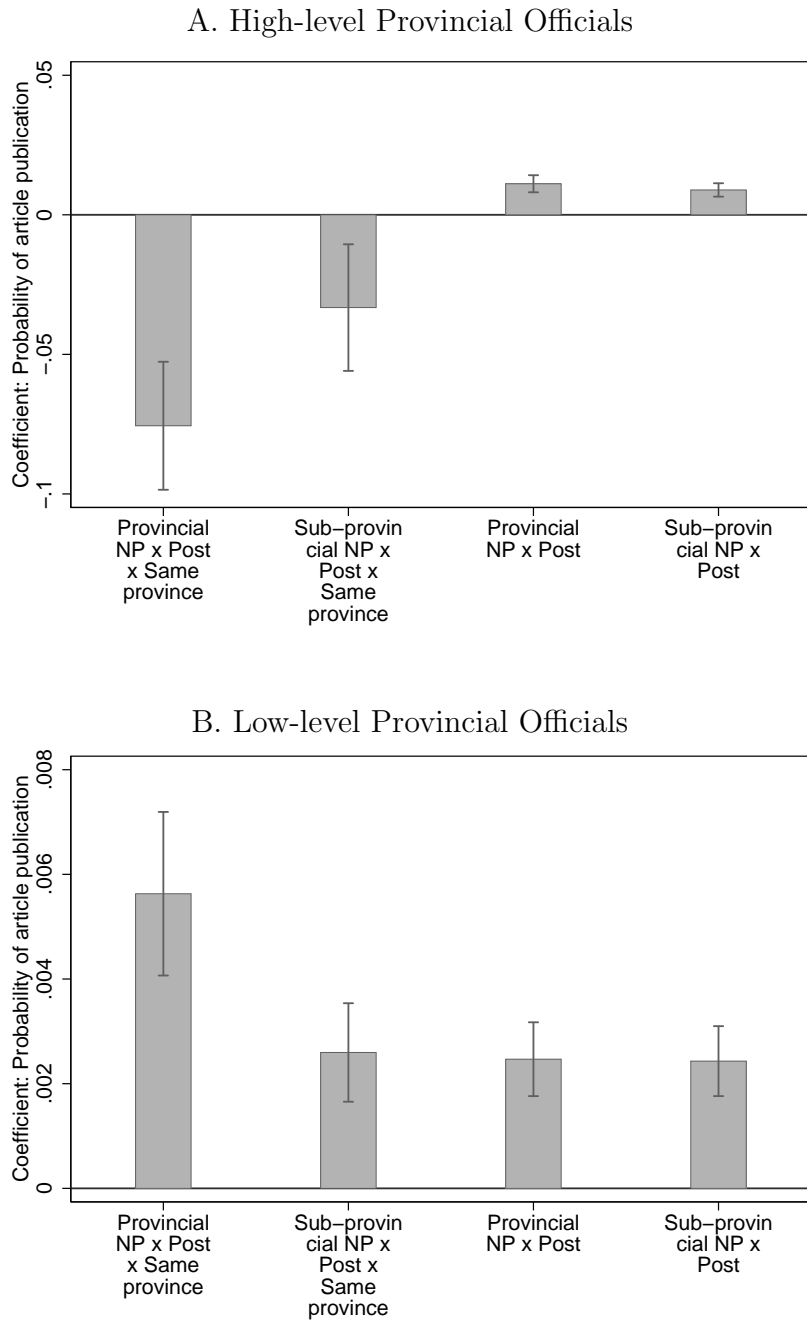 A. High-level Provincial Officials
Coefficient: Probability of article publication
.05
0
−.05
−.1
Provincial
NP x Post
x Same
province
Sub−provin
cial NP x
Post x
Same
province
Provincial
NP x Post
Sub−provin
cial NP x
Post
B. Low-level Provincial Officials
Coefficient: Probability of article publication
.008
.006
.004
.002
0
Provincial
NP x Post
x Same
province
Sub−provin
cial NP x
Post x
Same
province
Provincial
NP x Post
Sub−provin
cial NP x
Post